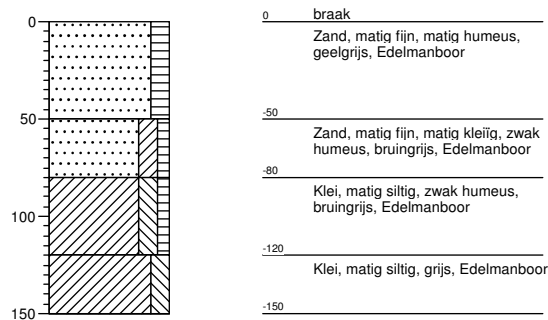 0
50
100
150
0 braak
Zand, matig fijn, matig humeus,
geelgrijs, Edelmanboor
-50
Zand, matig fijn, matig kleiïg, zwak
humeus, bruingrijs, Edelmanboor
-80
Klei, matig siltig, zwak humeus,
bruingrijs, Edelmanboor
-120
Klei, matig siltig, grijs, Edelmanboor
-150